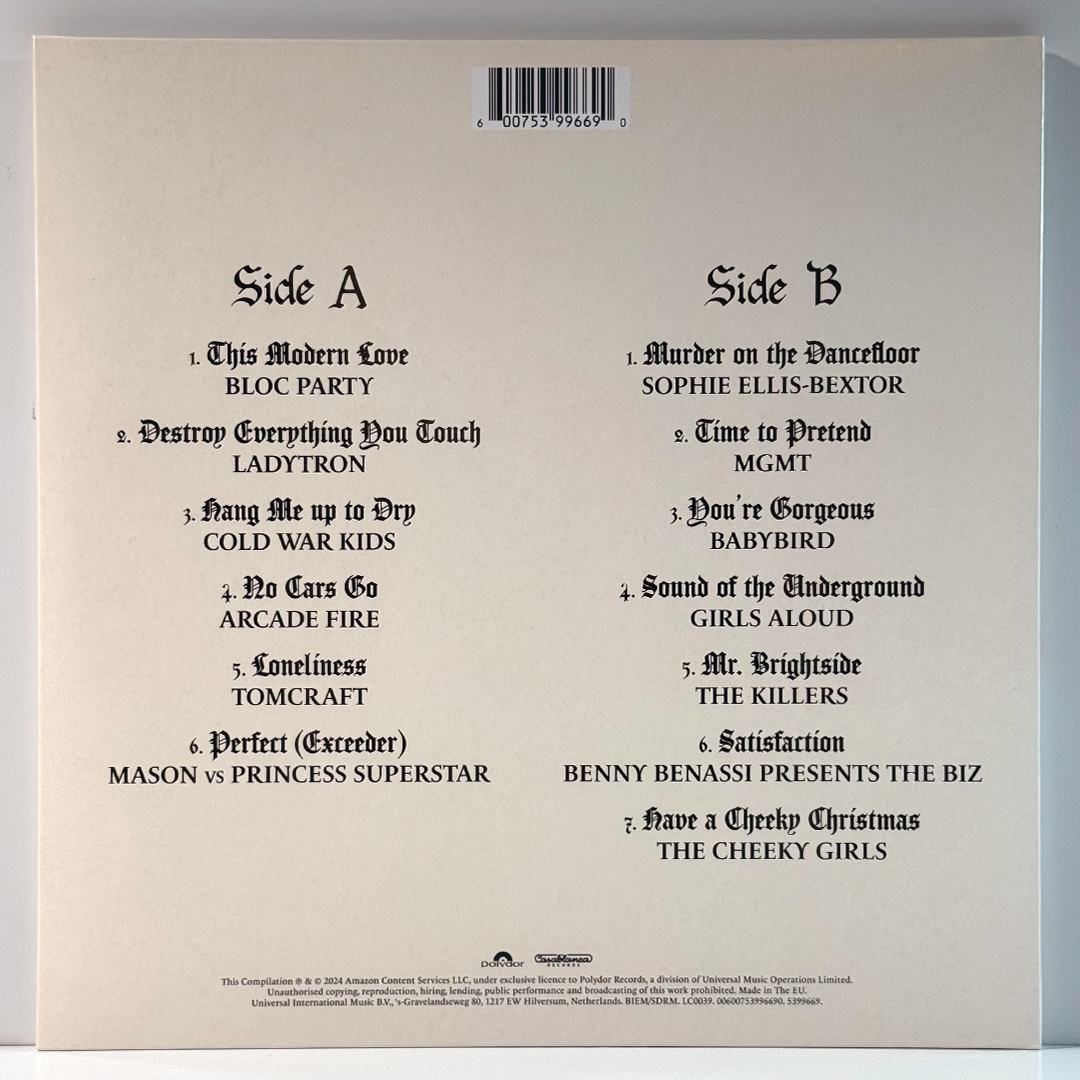 6 00753 99669 0
Side A
1. This Modern Love
BLOC PARTY
2. Destroy Everything You Touch
LADYTRON
3. Hang Me up to Dry
COLD WAR KIDS
4. No Cars Go
ARCADE FIRE
5. Loneliness
TOMCRAFT
6. Perfect (Exceeder)
MASON vs PRINCESS SUPERSTAR
Side B
1. Murder on the Dancefloor
SOPHIE ELLIS-BEXTOR
2. Time to Pretend
MGMT
3. You're Gorgeous
BABYBIRD
4. Sound of the Underground
GIRLS ALOUD
5. Mr. Brightside
THE KILLERS
6. Satisfaction
BENNY BENASSI PRESENTS THE BIZ
7. Have a Cheeky Christmas
THE CHEEKY GIRLS
Polydor
Casablanca
RECORDS
This Compilation ℗ & © 2024 Amazon Content Services LLC, under exclusive licence to Polydor Records, a division of Universal Music Operations Limited.
Unauthorised copying, reproduction, hiring, lending, public performance and broadcasting of this work prohibited. Made in The EU.
Universal International Music B.V., 's-Gravelandseweg 80, 1217 EW Hilversum, Netherlands. BIEM/SDRM. LC0039. 00600753996690. 5399669.